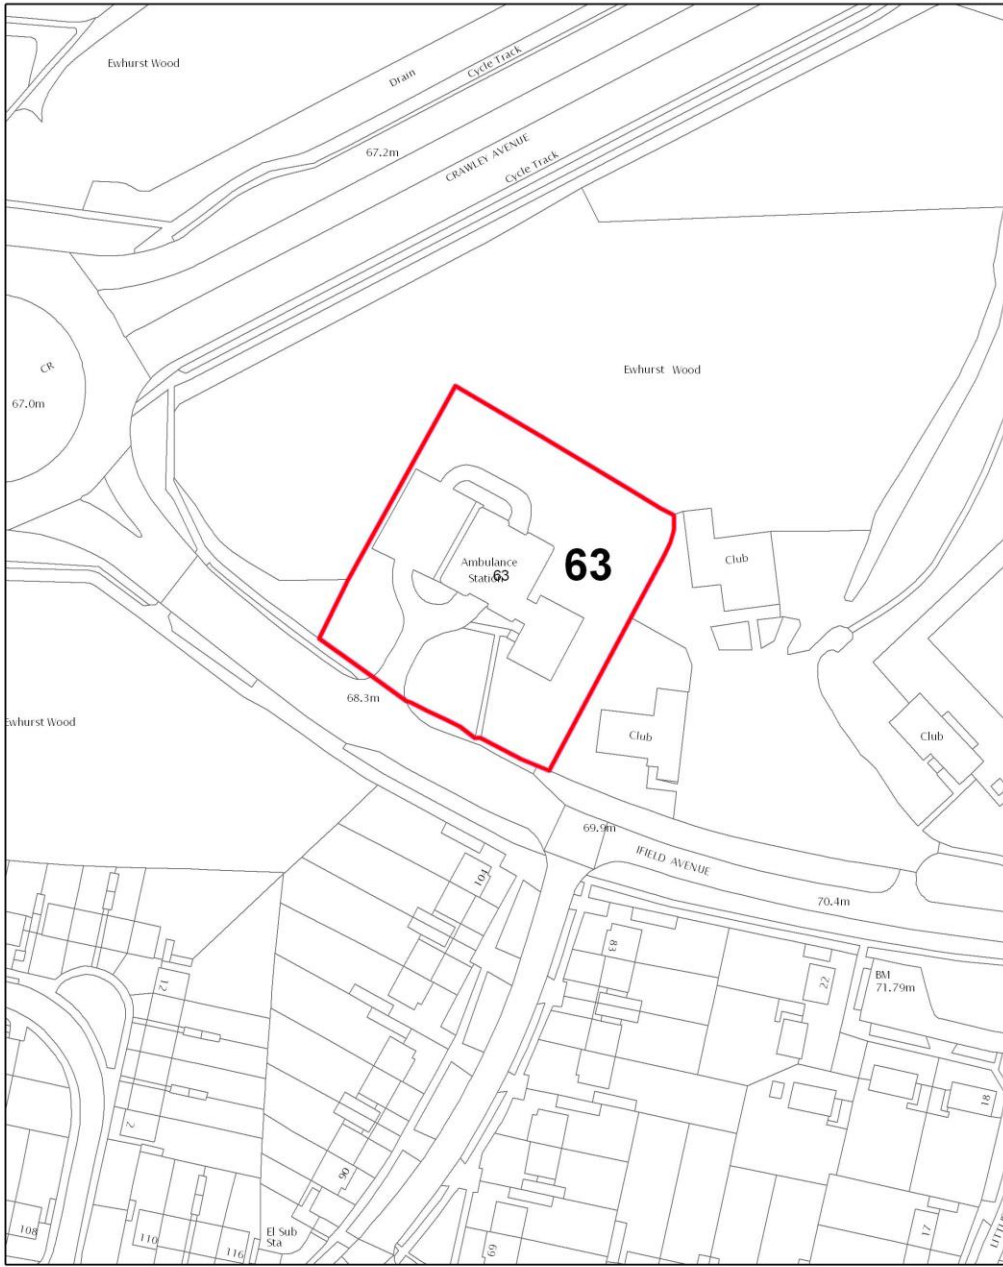 Ewhurst Wood
Drain
Cycle Track
67.2m
CRAWLEY AVENUE
Cycle Track
CR
67.0m
Ewhurst Wood
Ambulance
Station
63
63
Club
68.3m
Ewhurst Wood
Club
Club
69.9m
IFIELD AVENUE
70.4m
104
83
22
BM
71.79m
12
2
90
18
108
110
116
El Sub
Sta
69
17